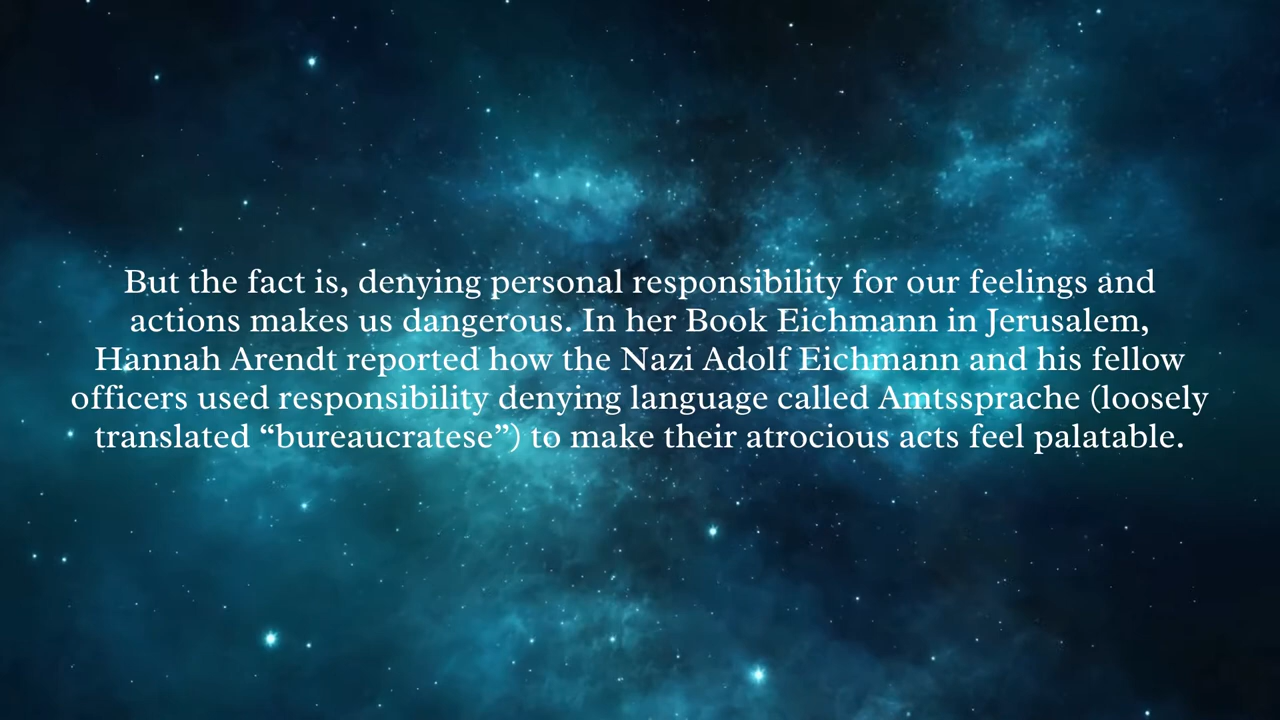 But the fact is, denying personal responsibility for our feelings and
actions makes us dangerous. In her Book Eichmann in Jerusalem,
Hannah Arendt reported how the Nazi Adolf Eichmann and his fellow
officers used responsibility denying language called Amtssprache (loosely
translated “bureaucratese”) to make their atrocious acts feel palatable.